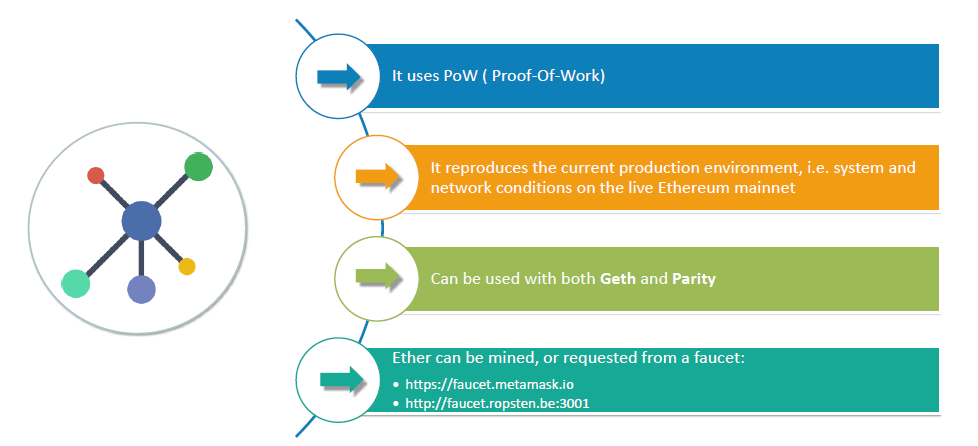 It uses PoW ( Proof-Of-Work)
It reproduces the current production environment, i.e. system and
network conditions on the live Ethereum mainnet
Can be used with both Geth and Parity
Ether can be mined, or requested from a faucet:
• https://faucet.metamask.io
• http://faucet.ropsten.be:3001